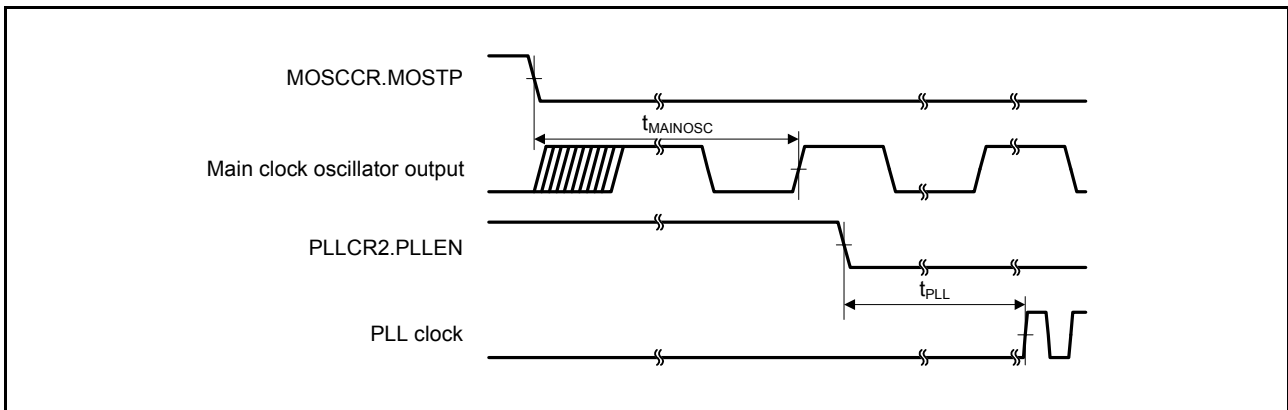 MOSCCR.MOSTP
tMAINOSC
Main clock oscillator output
PLLCR2.PLLEN
tPLL
PLL clock